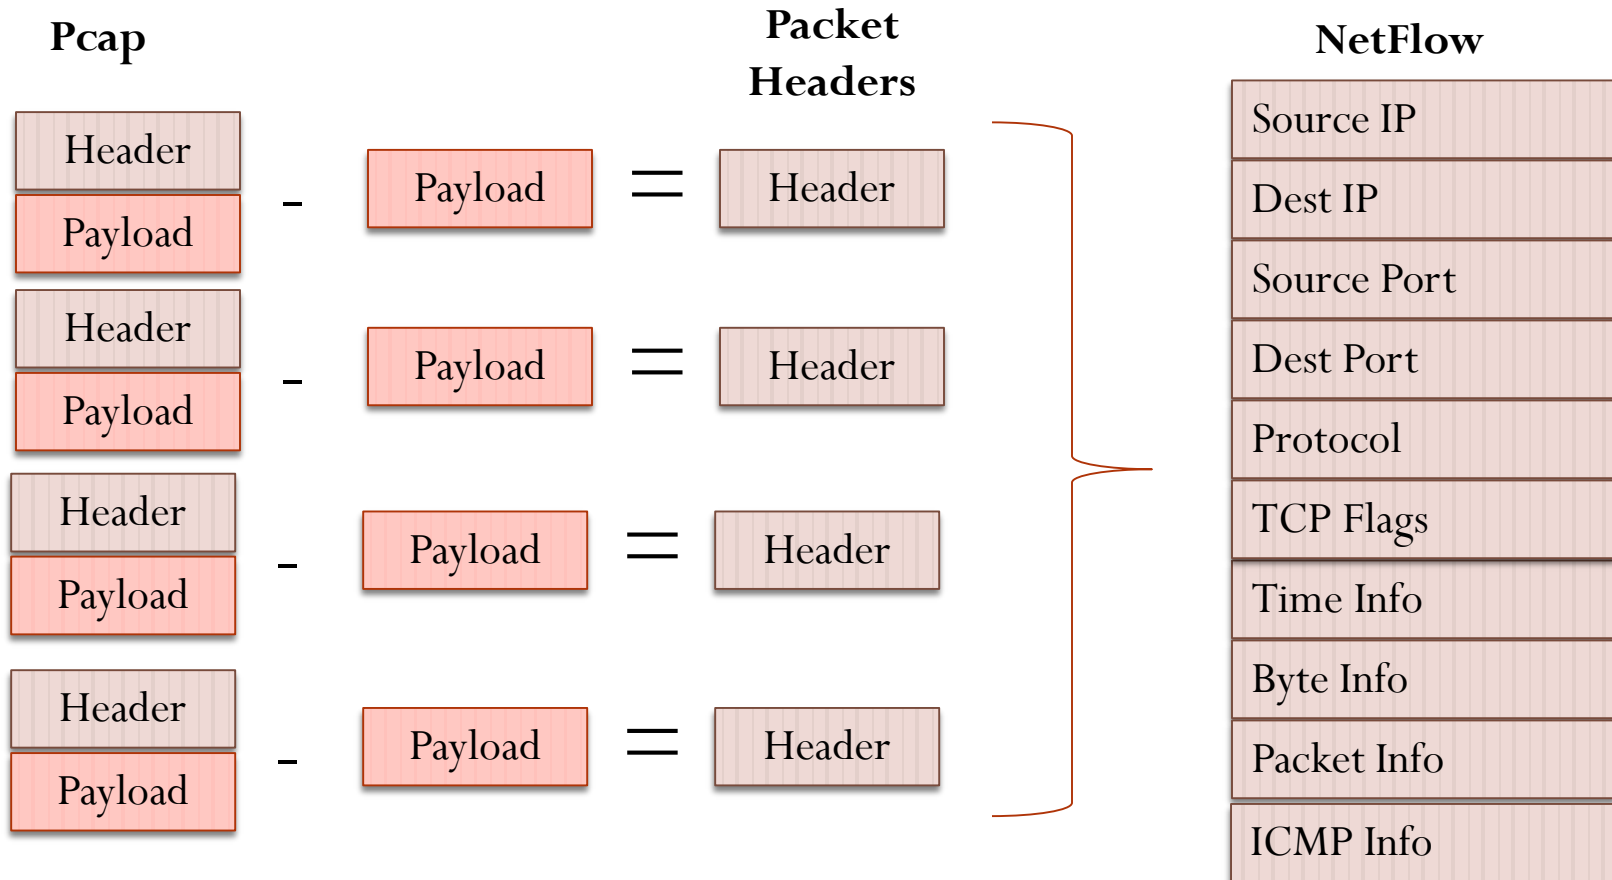 Pcap
Packet
Headers
NetFlow
Header
Payload
-
Payload
=
Header
Header
Payload
-
Payload
=
Header
Header
Payload
-
Payload
=
Header
Header
Payload
-
Payload
=
Header
Source IP
Dest IP
Source Port
Dest Port
Protocol
TCP Flags
Time Info
Byte Info
Packet Info
ICMP Info